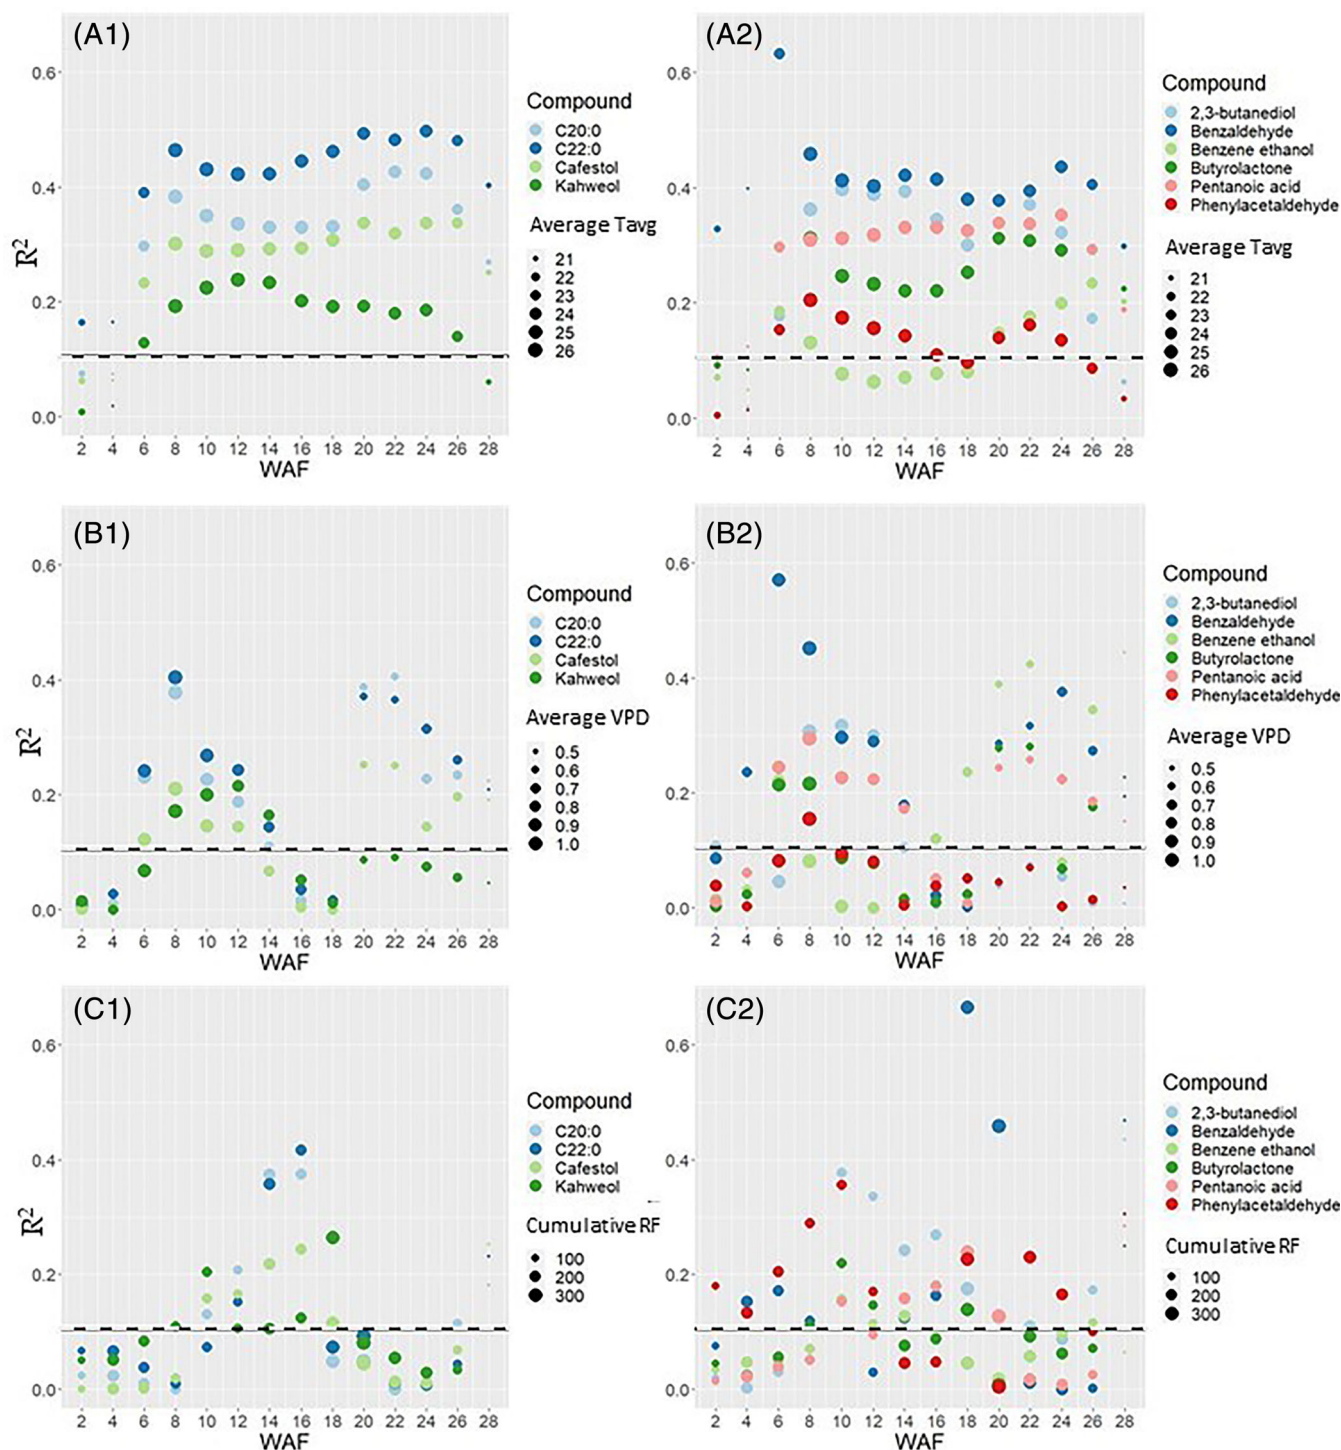 (A1)
R²
0.6
0.4
0.2
0.0
2 4 6 8 10 12 14 16 18 20 22 24 26 28
WAF
Compound
C20:0
C22:0
Cafestol
Kahweol
Average Tavg
21
22
23
24
25
26
(A2)
0.6
0.4
0.2
0.0
2 4 6 8 10 12 14 16 18 20 22 24 26 28
WAF
Compound
2,3-butanediol
Benzaldehyde
Benzene ethanol
Butyrolactone
Pentanoic acid
Phenylacetaldehyde
Average Tavg
21
22
23
24
25
26
(B1)
R²
0.6
0.4
0.2
0.0
2 4 6 8 10 12 14 16 18 20 22 24 26 28
WAF
Compound
C20:0
C22:0
Cafestol
Kahweol
Average VPD
0.5
0.6
0.7
0.8
0.9
1.0
(B2)
0.6
0.4
0.2
0.0
2 4 6 8 10 12 14 16 18 20 22 24 26 28
WAF
Compound
2,3-butanediol
Benzaldehyde
Benzene ethanol
Butyrolactone
Pentanoic acid
Phenylacetaldehyde
Average VPD
0.5
0.6
0.7
0.8
0.9
1.0
(C1)
R²
0.6
0.4
0.2
0.0
2 4 6 8 10 12 14 16 18 20 22 24 26 28
WAF
Compound
C20:0
C22:0
Cafestol
Kahweol
Cumulative RF
100
200
300
(C2)
0.6
0.4
0.2
0.0
2 4 6 8 10 12 14 16 18 20 22 24 26 28
WAF
Compound
2,3-butanediol
Benzaldehyde
Benzene ethanol
Butyrolactone
Pentanoic acid
Phenylacetaldehyde
Cumulative RF
100
200
300